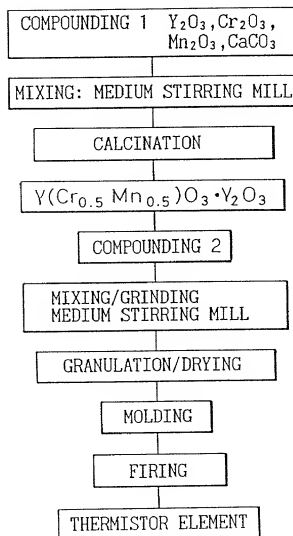 COMPOUNDING 1 Y₂O₃,Cr₂O₃,
Mn₂O₃,CaCO₃
MIXING: MEDIUM STIRRING MILL
CALCINATION
Y(Cr₀.₅ Mn₀.₅)O₃·Y₂O₃
COMPOUNDING 2
MIXING/GRINDING
MEDIUM STIRRING MILL
GRANULATION/DRYING
MOLDING
FIRING
THERMISTOR ELEMENT